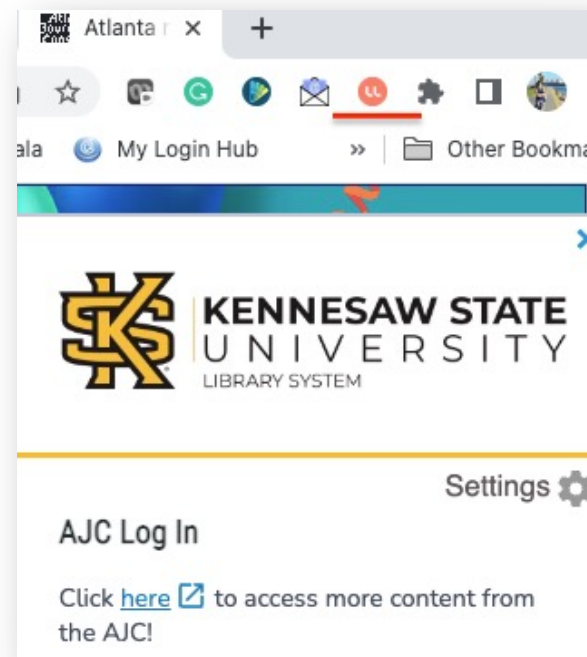 Atlanta
ala My Login Hub » Other Bookma
KENNESAW STATE
UNIVERSITY
LIBRARY SYSTEM
Settings
AJC Log In
Click here to access more content from
the AJC!